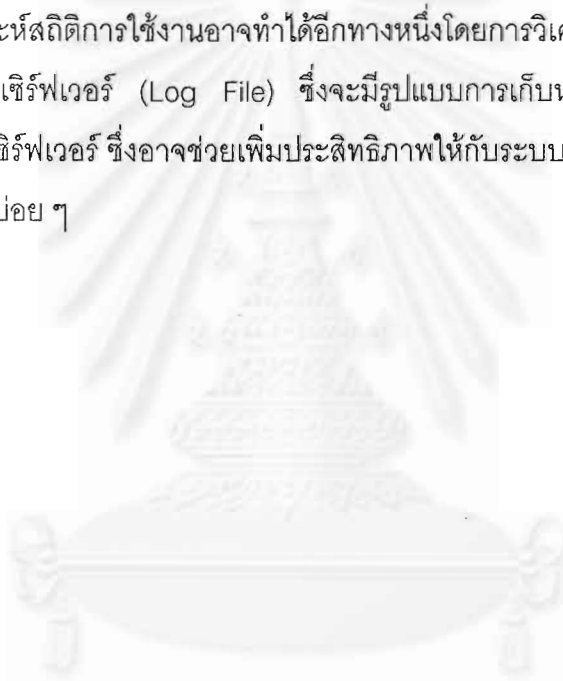 ะห์สถิติการใช้งานอาจทำได้อีกทางหนึ่งโดยการวิเค
เซิร์ฟเวอร์ (Log File) ซึ่งจะมีรูปแบบการเก็บ
ซิร์ฟเวอร์ ซึ่งอาจช่วยเพิ่มประสิทธิภาพให้กับระบบ
บ่อย ๆ